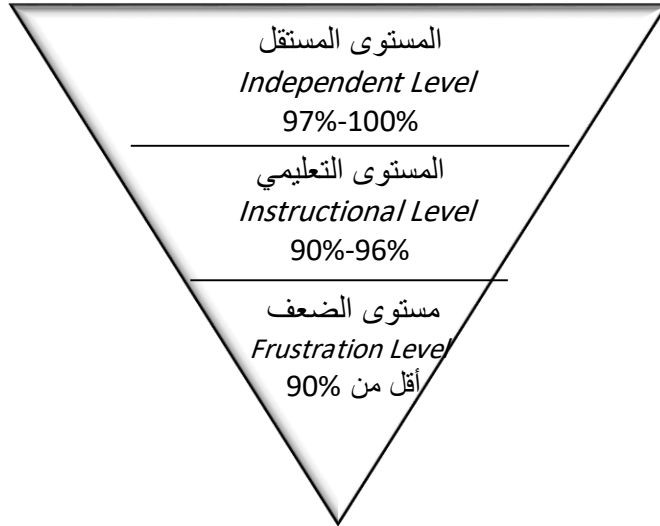 المستوى المستقل
Independent Level
97%-100%
المستوى التعليمي
Instructional Level
90%-96%
مستوى الضعف
Frustration Level
أقل من 90%